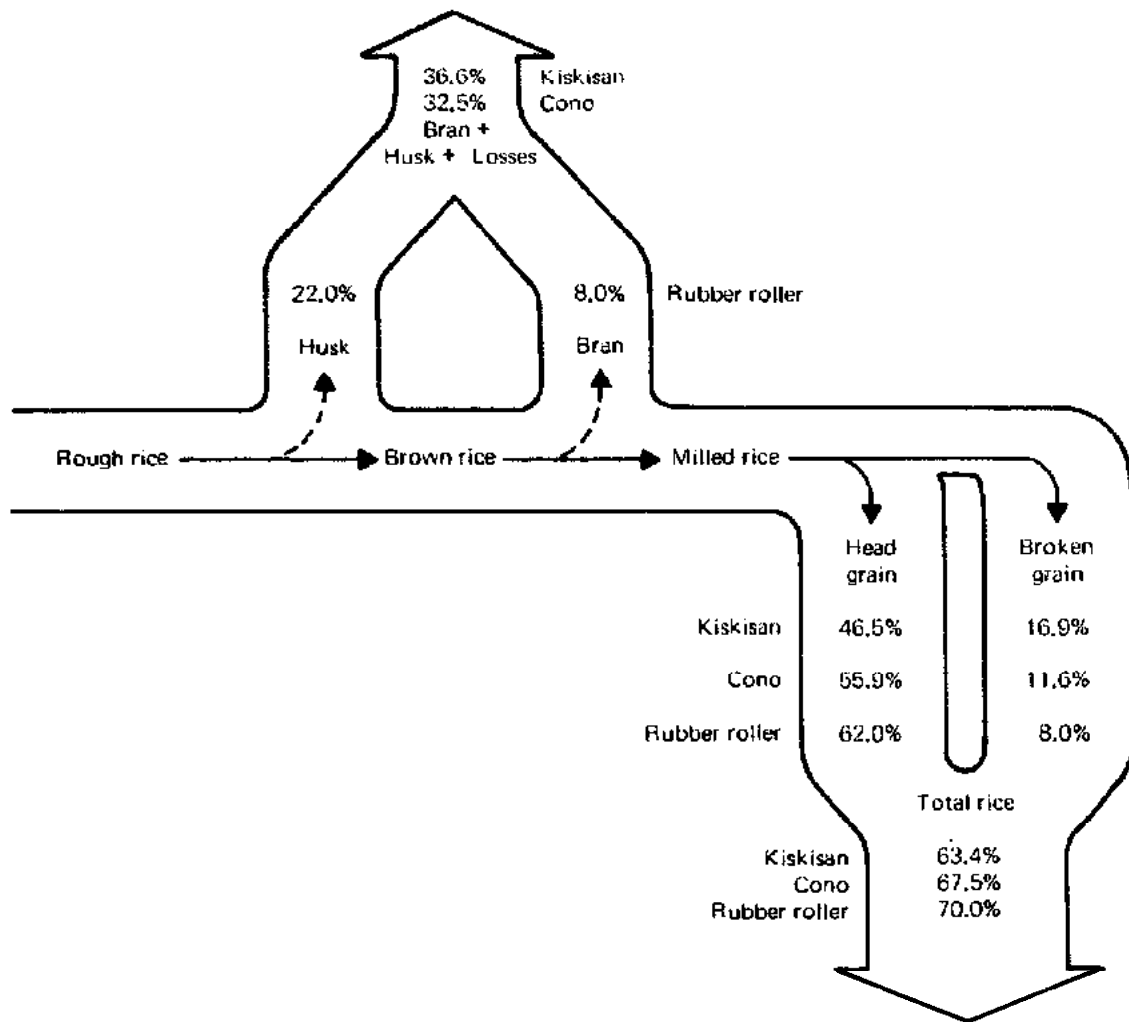 36.6% Kiskisan
32.5% Cono
Bran +
Husk + Losses
22.0% 8.0% Rubber roller
Husk Bran
Rough rice Brown rice Milled rice
Head Broken
grain grain
Kiskisan 46.5% 16.9%
Cono 55.9% 11.6%
Rubber roller 62.0% 8.0%
Total rice
Kiskisan 63.4%
Cono 67.5%
Rubber roller 70.0%